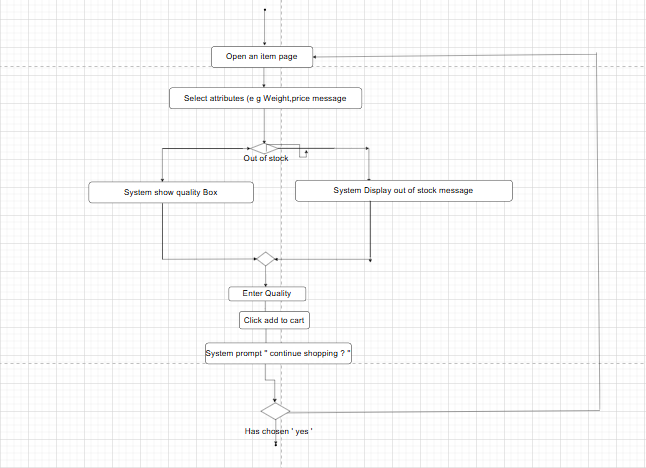 Open an item page
Select attributes (e g Weight,price message
Out of stock
System show quality Box
System Display out of stock message
Enter Quality
Click add to cart
System prompt " continue shopping ? "
Has chosen ' yes '